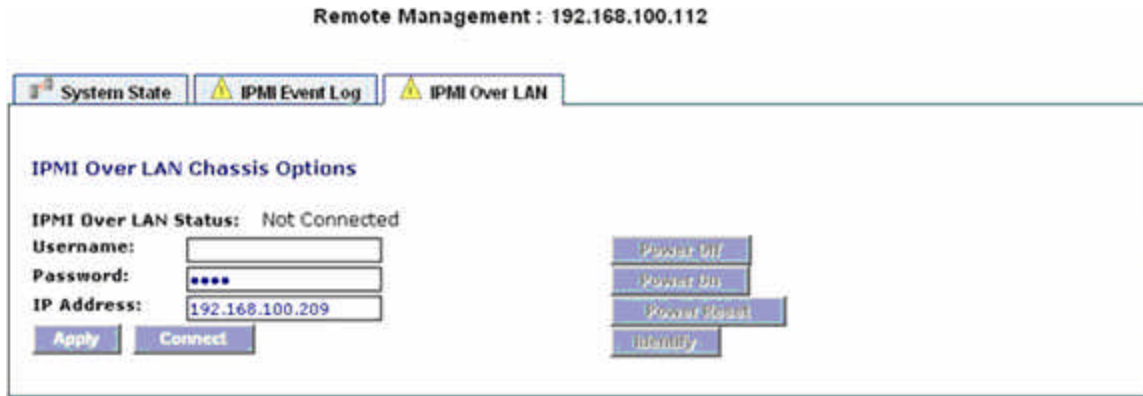 Remote Management : 192.168.100.112
System State
IPMI Event Log
IPMI Over LAN
IPMI Over LAN Chassis Options
IPMI Over LAN Status: Not Connected
Username:
Power Off
Password: ••••
Power On
IP Address: 192.168.100.209
Power Reset
Apply Connect
Identify